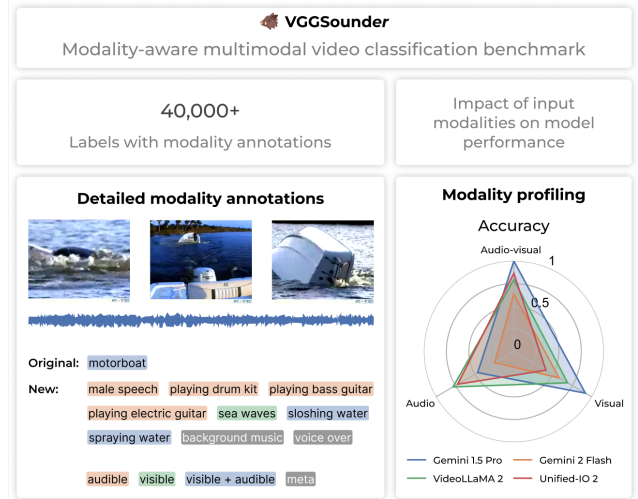 VGGSounder
Modality-aware multimodal video classification benchmark
40,000+
Labels with modality annotations
Impact of input
modalities on model
performance
Detailed modality annotations
Original: motorboat
New: male speech playing drum kit playing bass guitar
playing electric guitar sea waves sloshing water
spraying water background music voice over
audible visible visible + audible meta
Modality profiling
Accuracy
Audio-visual
1
0.5
0
Audio
Visual
Gemini 1.5 Pro
Gemini 2 Flash
VideoLLaMA 2
Unified-IO 2